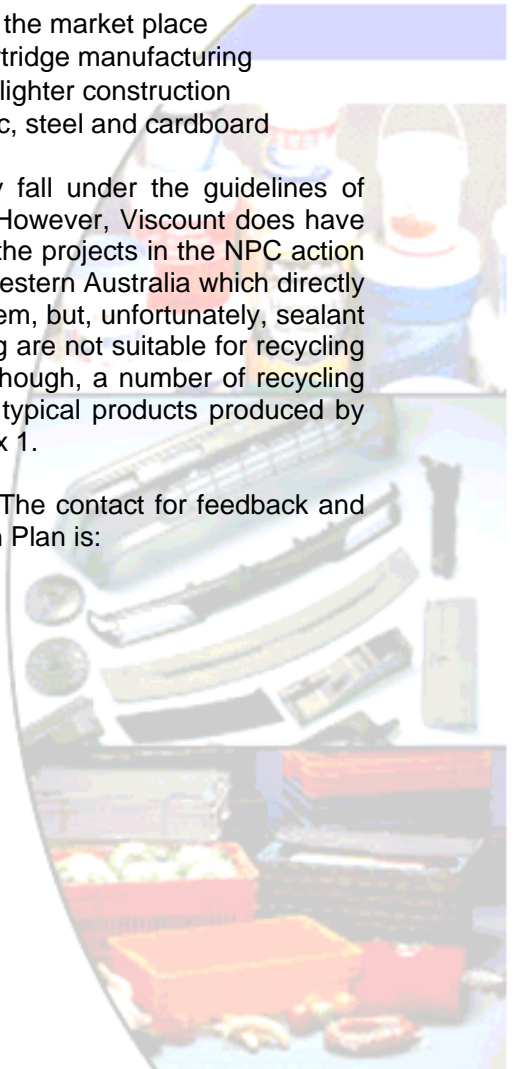 the market place
rtridge manufacturing
lighter construction
c, steel and cardboard
y fall under the guidelines of
However, Viscount does have
the projects in the NPC action
estern Australia which directly
em, but, unfortunately, sealant
g are not suitable for recycling
hough, a number of recycling
typical products produced by
x 1.
The contact for feedback and
n Plan is: